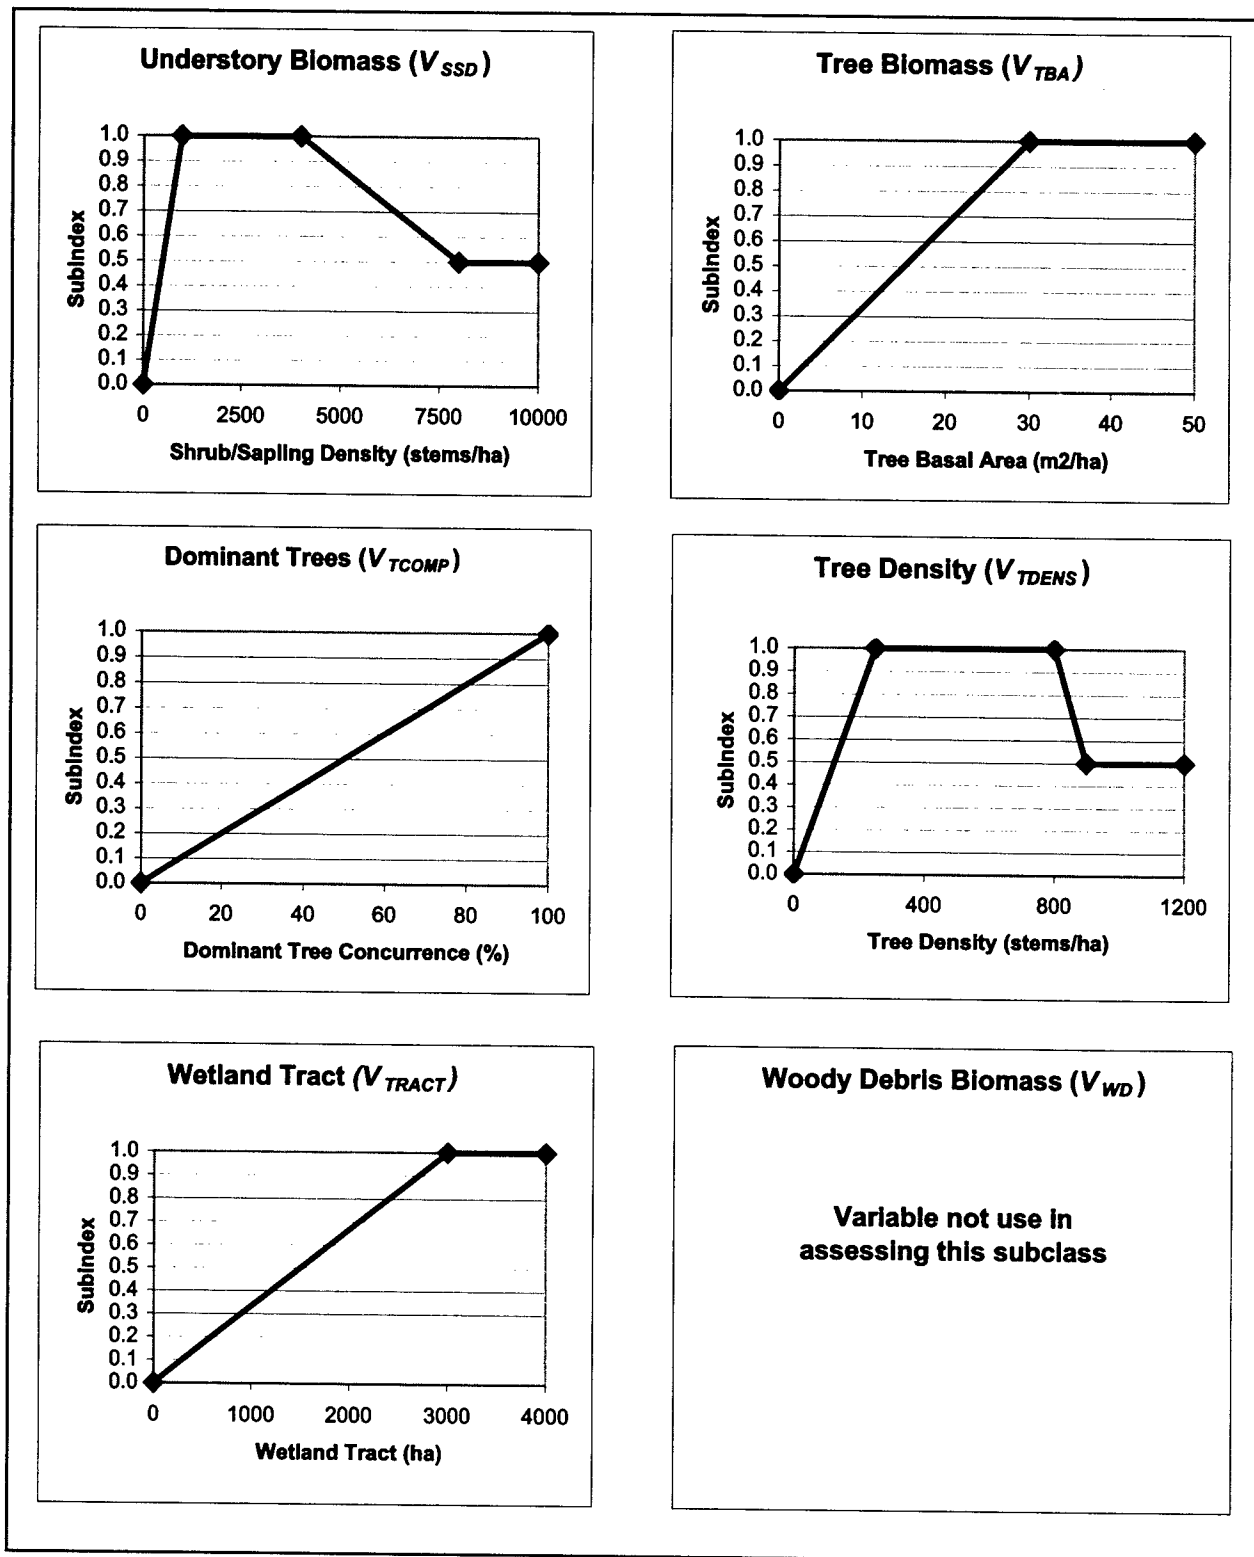 Understory Biomass (V SSD)
1.0
0.9
0.8
0.7
0.6
0.5
0.4
0.3
0.2
0.1
0.0
SubIndex
0 2500 5000 7500 10000
Shrub/Sapling Density (stems/ha)
Tree Biomass (V TBA)
1.0
0.9
0.8
0.7
0.6
0.5
0.4
0.3
0.2
0.1
0.0
SubIndex
0 10 20 30 40 50
Tree Basal Area (m2/ha)
Dominant Trees (V TCOMP)
1.0
0.9
0.8
0.7
0.6
0.5
0.4
0.3
0.2
0.1
0.0
SubIndex
0 20 40 60 80 100
Dominant Tree Concurrence (%)
Tree Density (V TDENS)
1.0
0.9
0.8
0.7
0.6
0.5
0.4
0.3
0.2
0.1
0.0
SubIndex
0 400 800 1200
Tree Density (stems/ha)
Wetland Tract (V TRACT)
1.0
0.9
0.8
0.7
0.6
0.5
0.4
0.3
0.2
0.1
0.0
SubIndex
0 1000 2000 3000 4000
Wetland Tract (ha)
Woody Debris Biomass (V WD)
Variable not use in
assessing this subclass